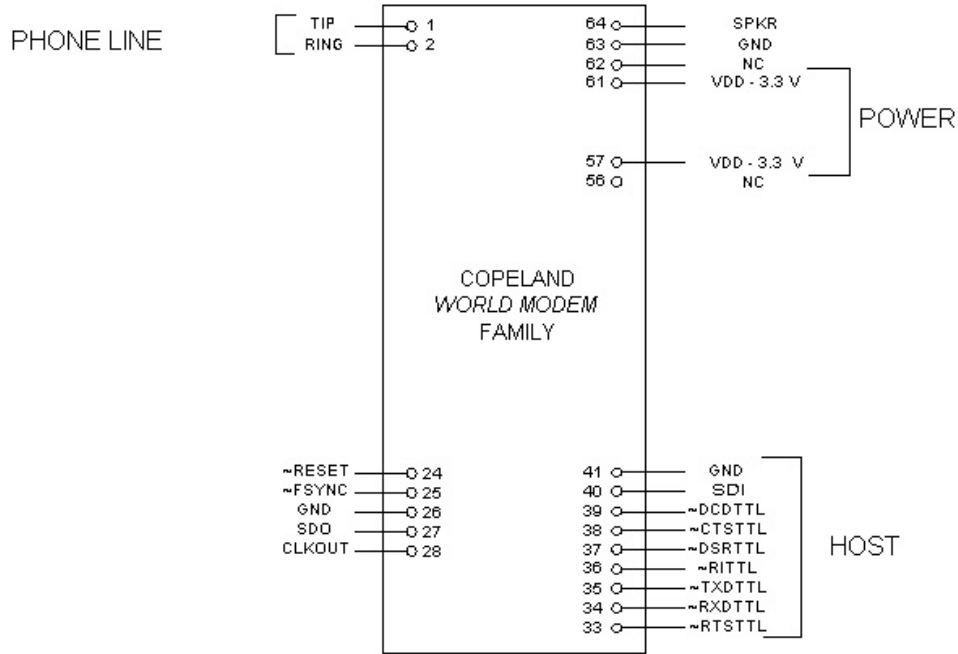 PHONE LINE
TIP 1
RING 2
64 SPKR
63 GND
62 NC
61 VDD - 3.3 V
POWER
57 VDD - 3.3 V
56 NC
COPELAND
WORLD MODEM
FAMILY
~RESET 24
~FSYNC 25
GND 26
SDO 27
CLKOUT 28
41 GND
40 SDI
39 ~DCDTTL
38 ~CTSTTL
37 ~DSRTTL
36 ~RITTL
35 ~TXDTTL
34 ~RXDTTL
33 ~RTSTTL
HOST